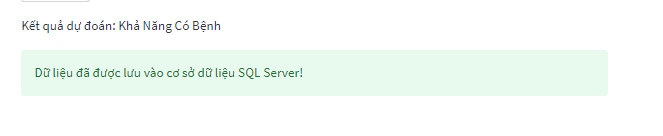 Kết quả dự đoán: Khả Năng Có Bệnh
Dữ liệu đã được lưu vào cơ sở dữ liệu SQL Server!